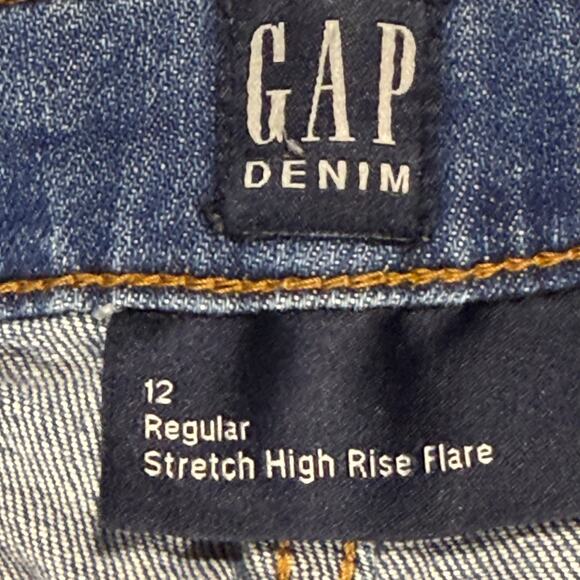 GAP
DENIM
12
Regular
Stretch High Rise Flare